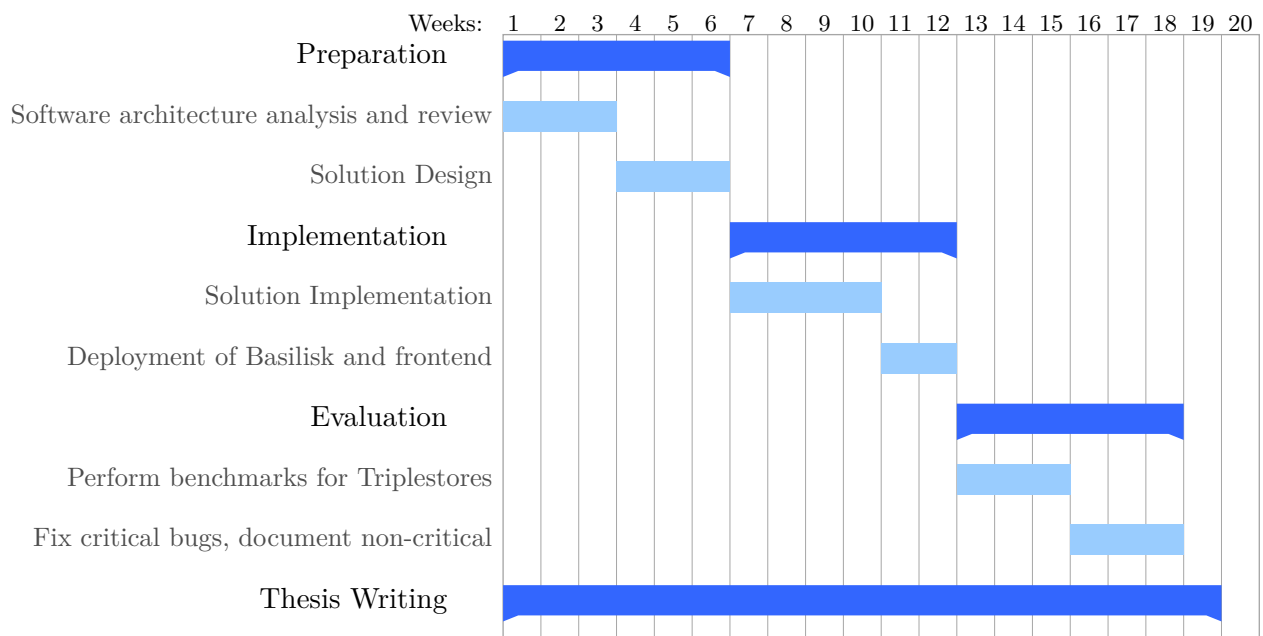 Weeks: 1 2 3 4 5 6 7 8 9 10 11 12 13 14 15 16 17 18 19 20
Preparation
Software architecture analysis and review
Solution Design
Implementation
Solution Implementation
Deployment of Basilisk and frontend
Evaluation
Perform benchmarks for Triplestores
Fix critical bugs, document non-critical
Thesis Writing